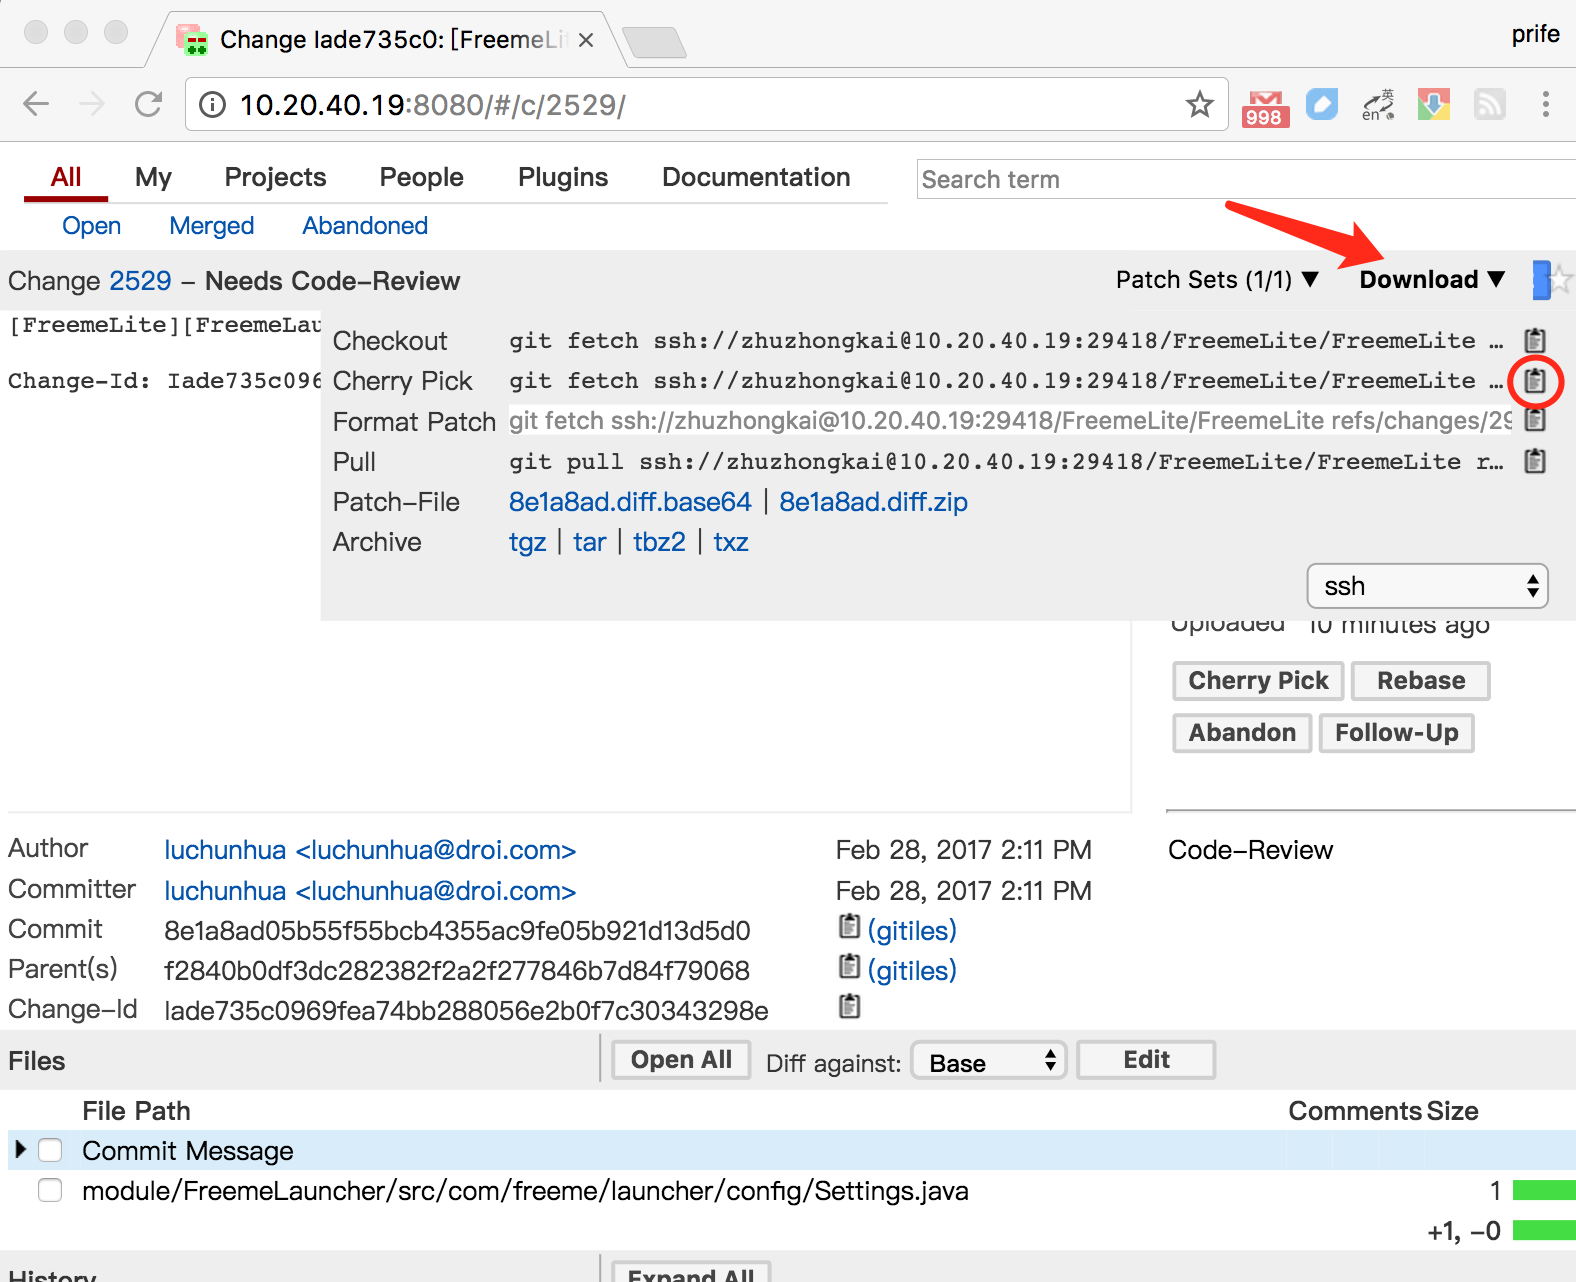 Change Iade735c0: [FreemeLi
prife
10.20.40.19:8080/#/c/2529/
998
英
en
All My Projects People Plugins Documentation Search term
Open Merged Abandoned
Change 2529 – Needs Code-Review Patch Sets (1/1) ▼ Download ▼
[FreemeLite][FreemeLau
Checkout git fetch ssh://zhuzhongkai@10.20.40.19:29418/FreemeLite/FreemeLite …
Change-Id: Iade735c096
Cherry Pick git fetch ssh://zhuzhongkai@10.20.40.19:29418/FreemeLite/FreemeLite …
Format Patch git fetch ssh://zhuzhongkai@10.20.40.19:29418/FreemeLite/FreemeLite refs/changes/29
Pull git pull ssh://zhuzhongkai@10.20.40.19:29418/FreemeLite/FreemeLite r…
Patch-File 8e1a8ad.diff.base64 | 8e1a8ad.diff.zip
Archive tgz | tar | tbz2 | txz
ssh
Uploaded 10 minutes ago
Cherry Pick Rebase
Abandon Follow-Up
Author luchunhua <luchunhua@droi.com> Feb 28, 2017 2:11 PM Code-Review
Committer luchunhua <luchunhua@droi.com> Feb 28, 2017 2:11 PM
Commit 8e1a8ad05b55f55bcb4355ac9fe05b921d13d5d0 (gitiles)
Parent(s) f2840b0df3dc282382f2a2f277846b7d84f79068 (gitiles)
Change-Id Iade735c0969fea74bb288056e2b0f7c30343298e
Files Open All Diff against: Base Edit
File Path Comments Size
Commit Message
module/FreemeLauncher/src/com/freeme/launcher/config/Settings.java 1
+1, −0
History Expand All